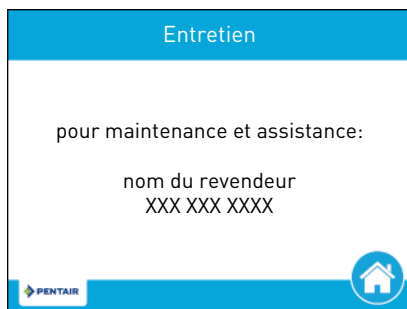 Entretien
pour maintenance et assistance:
nom du revendeur
XXX XXX XXXX
PENTAIR